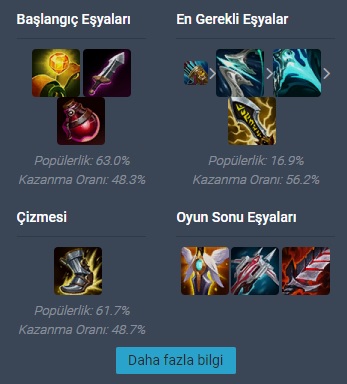 Başlangıç Eşyaları
En Gerekli Eşyalar
Popülerlik: 63.0%
Kazanma Oranı: 48.3%
Popülerlik: 16.9%
Kazanma Oranı: 56.2%
Çizmesi
Oyun Sonu Eşyaları
Popülerlik: 61.7%
Kazanma Oranı: 48.7%
Daha fazla bilgi